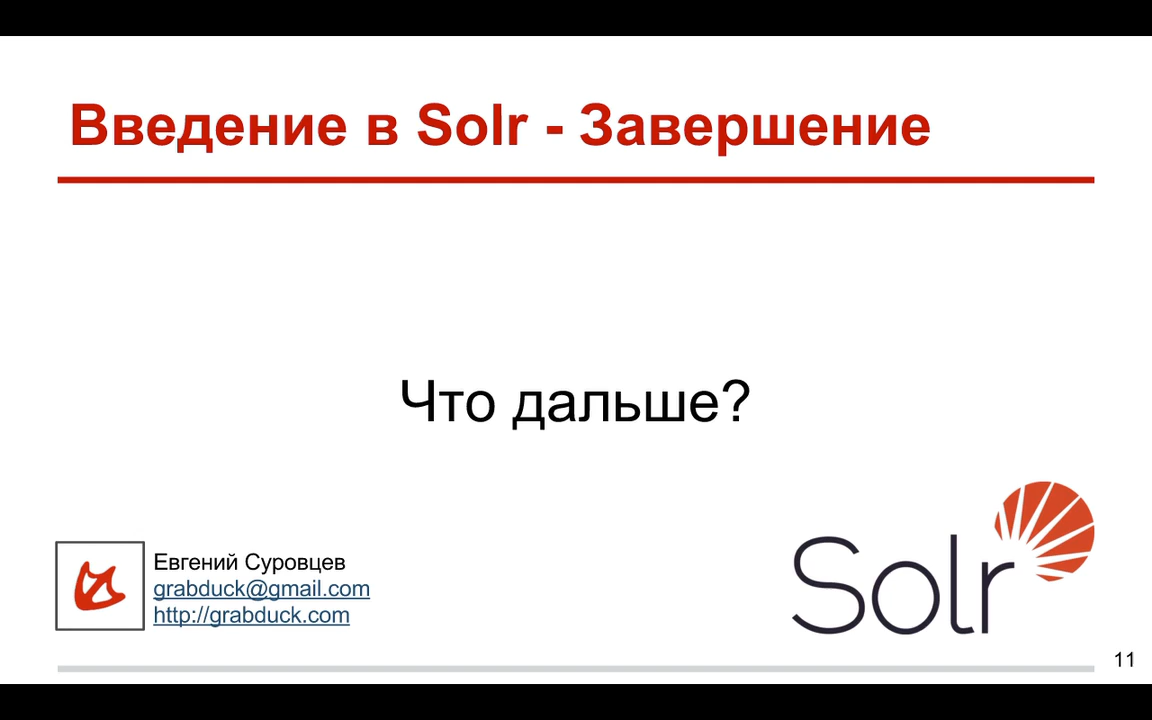 Введение в Solr - Завершение
Что дальше?
Евгений Суровцев
grabduck@gmail.com
http://grabduck.com
Solr
11